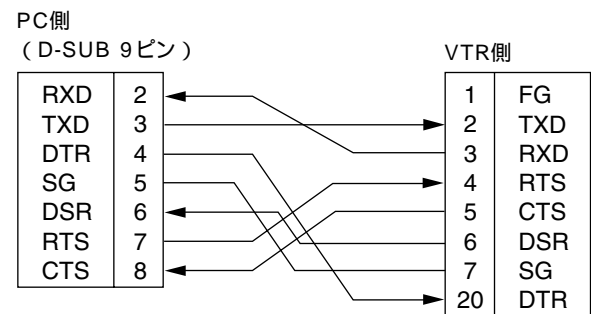 PC側
(D-SUB 9ピン)
VTR側
RXD 2
TXD 3
DTR 4
SG 5
DSR 6
RTS 7
CTS 8
1 FG
2 TXD
3 RXD
4 RTS
5 CTS
6 DSR
7 SG
20 DTR